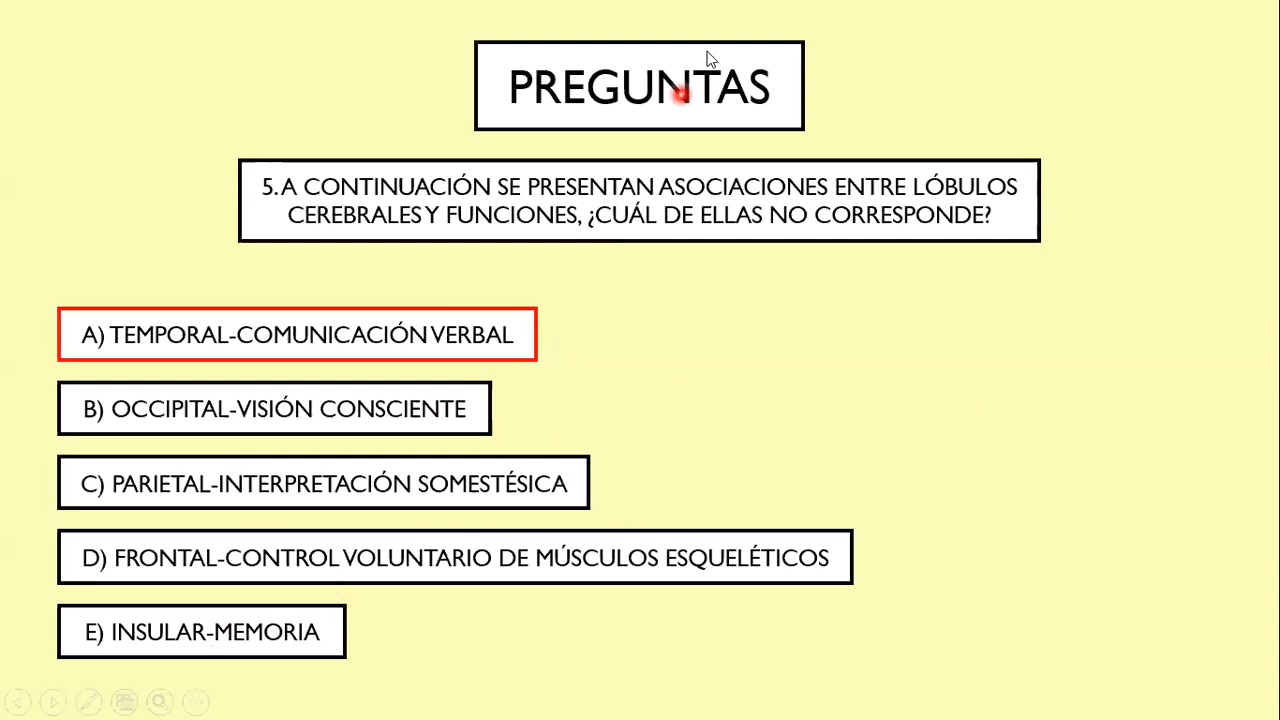 PREGUNTAS
5. A CONTINUACIÓN SE PRESENTAN ASOCIACIONES ENTRE LÓBULOS
CEREBRALES Y FUNCIONES, ¿CUÁL DE ELLAS NO CORRESPONDE?
A) TEMPORAL-COMUNICACIÓN VERBAL
B) OCCIPITAL-VISIÓN CONSCIENTE
C) PARIETAL-INTERPRETACIÓN SOMESTÉSICA
D) FRONTAL-CONTROL VOLUNTARIO DE MÚSCULOS ESQUELÉTICOS
E) INSULAR-MEMORIA